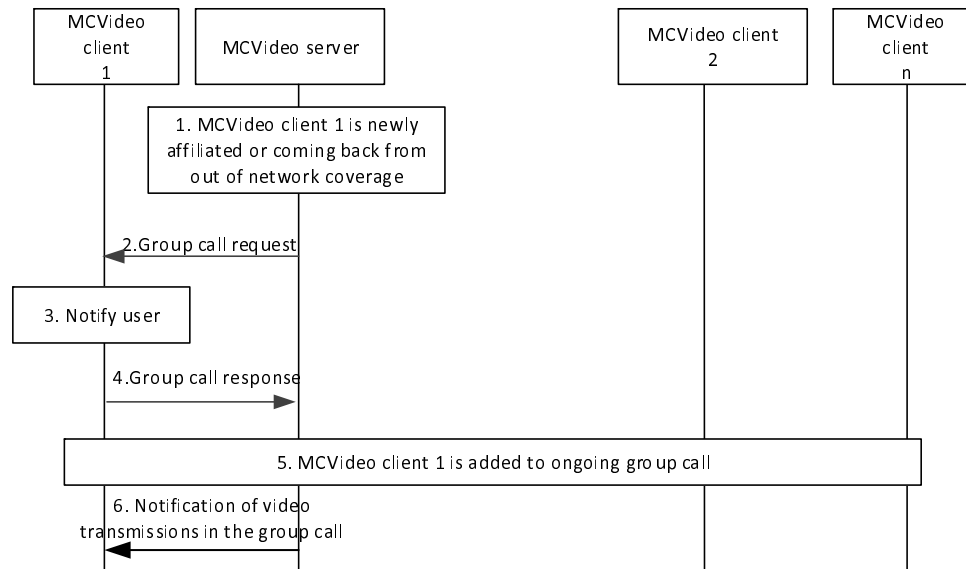 MCVideo
client
1
MCVideo server
MCVideo client
2
MCVideo
client
n
1. MCVideo client 1 is newly
affiliated or coming back from
out of network coverage
2.Group call request
3. Notify user
4.Group call response
5. MCVideo client 1 is added to ongoing group call
6. Notification of video
transmissions in the group call